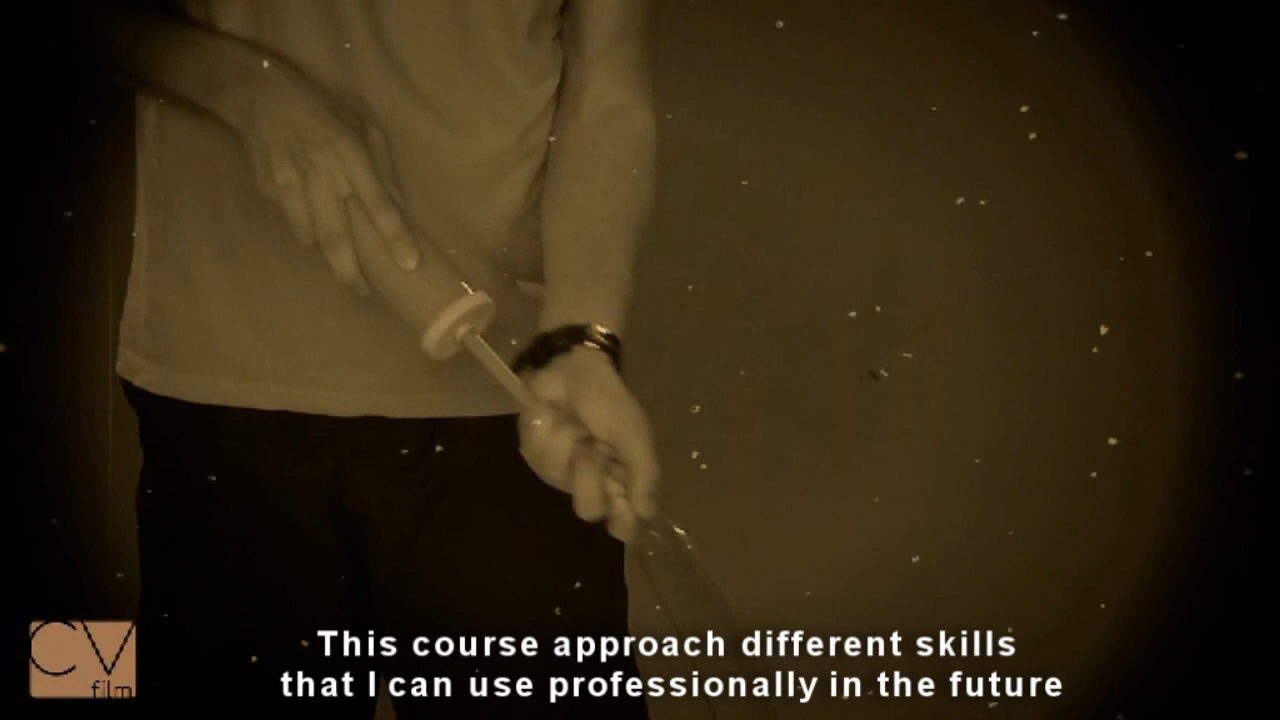 This course approach different skills
that I can use professionally in the future
CV
film